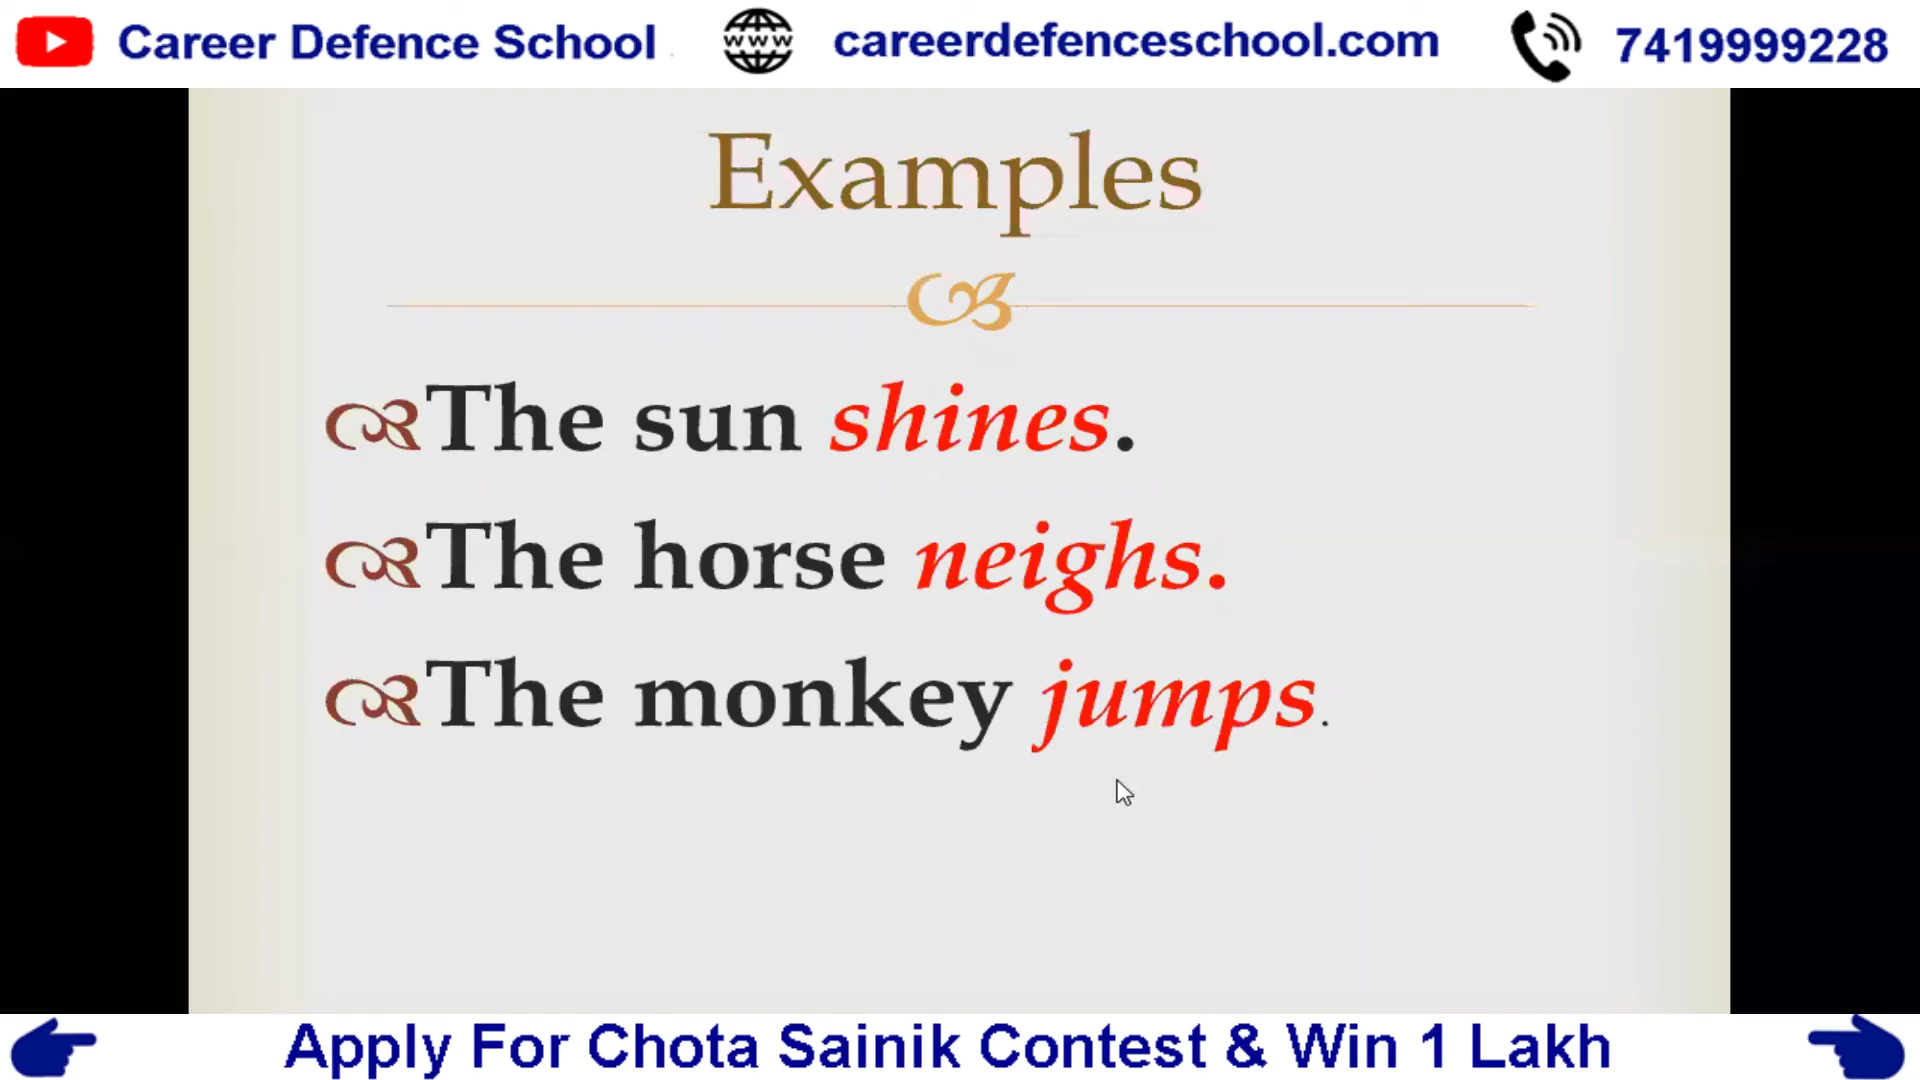 Career Defence School
www
careerdefenceschool.com
7419999228
Examples
The sun shines.
The horse neighs.
The monkey jumps.
Apply For Chota Sainik Contest & Win 1 Lakh